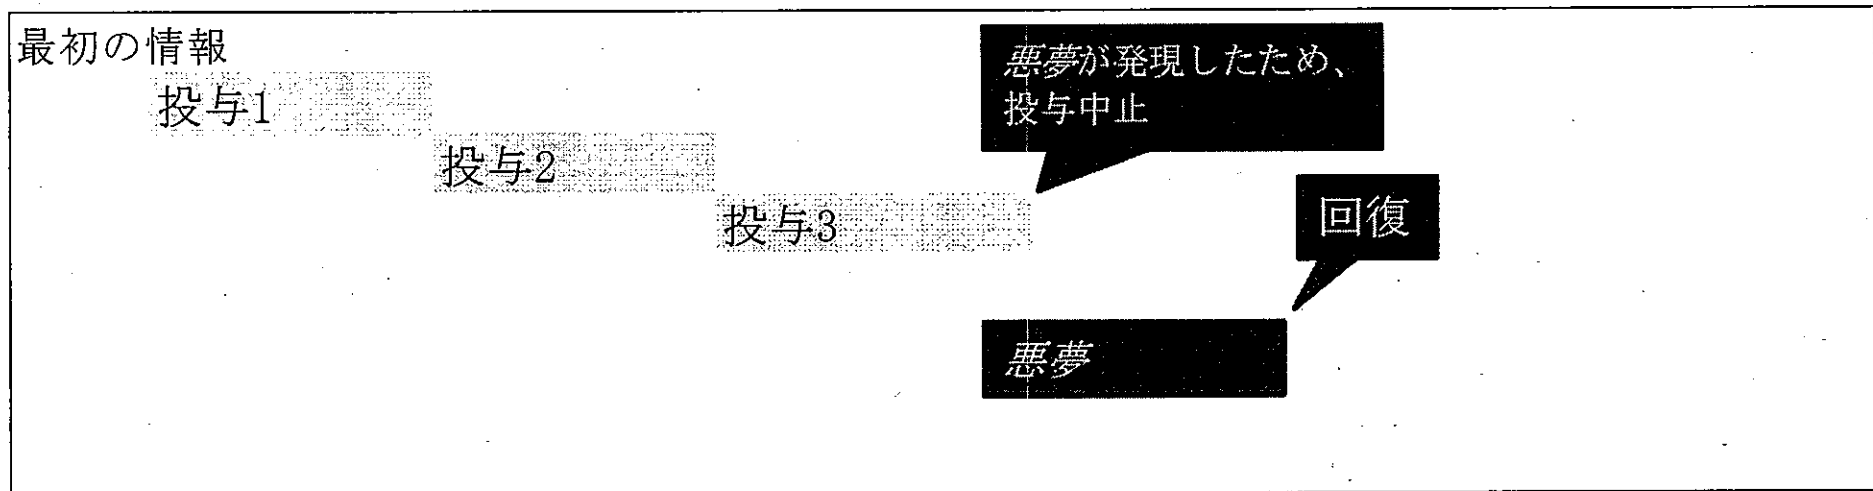 最初の情報
投与1
悪夢が発現したため、
投与中止
投与2
投与3
回復
悪夢